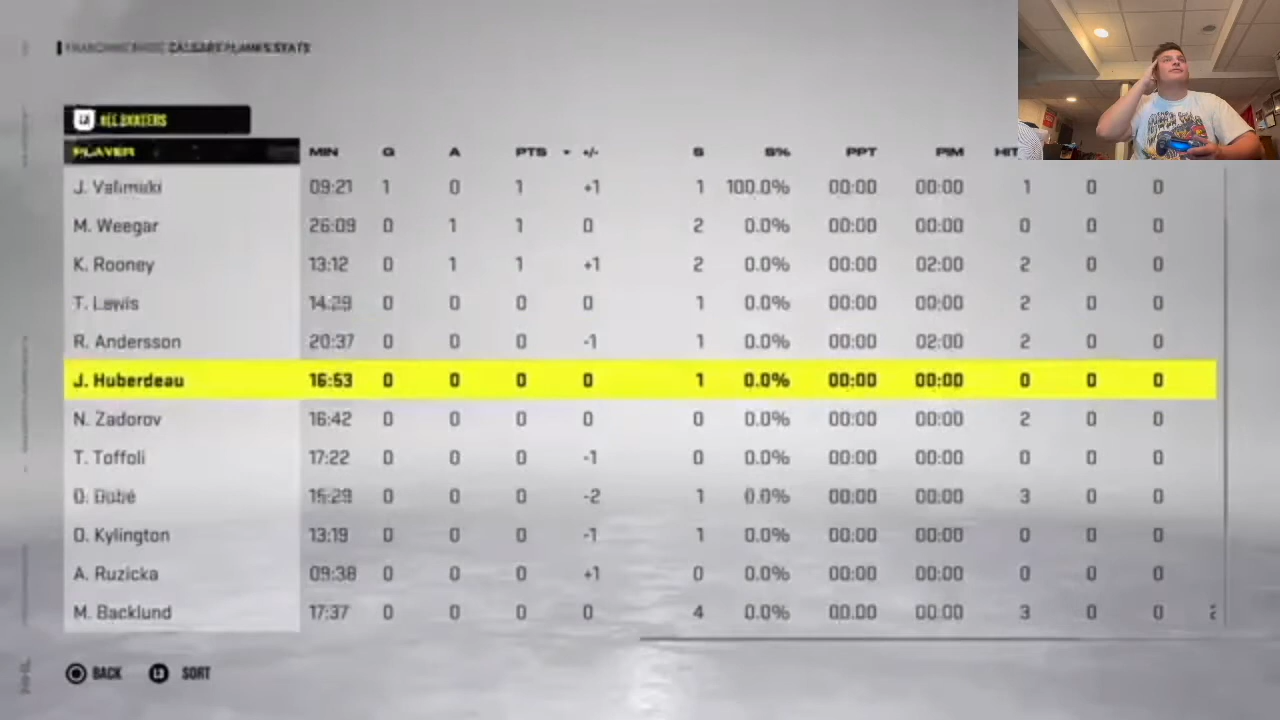 FRANCHISE MODE CALGARY FLAMES STATS
L2 ALL SKATERS
PLAYER MIN G A PTS +/- S S% PPT PIM HIT
J. Valimaki 09:21 1 0 1 +1 1 100.0% 00:00 00:00 1 0 0
M. Weegar 26:09 0 1 1 0 2 0.0% 00:00 00:00 0 0 0
K. Rooney 13:12 0 1 1 +1 2 0.0% 00:00 02:00 2 0 0
T. Lewis 14:29 0 0 0 0 1 0.0% 00:00 00:00 2 0 0
R. Andersson 20:37 0 0 0 -1 1 0.0% 00:00 02:00 2 0 0
J. Huberdeau 16:53 0 0 0 0 1 0.0% 00:00 00:00 0 0 0
N. Zadorov 16:42 0 0 0 0 0 0.0% 00:00 00:00 2 0 0
T. Toffoli 17:22 0 0 0 -1 0 0.0% 00:00 00:00 0 0 0
D. Dubé 15:29 0 0 0 -2 1 0.0% 00:00 00:00 3 0 0
O. Kylington 13:19 0 0 0 -1 1 0.0% 00:00 00:00 0 0 0
A. Ruzicka 09:38 0 0 0 +1 0 0.0% 00:00 00:00 0 0 0
M. Backlund 17:37 0 0 0 0 4 0.0% 00:00 00:00 3 0 0
BACK SORT